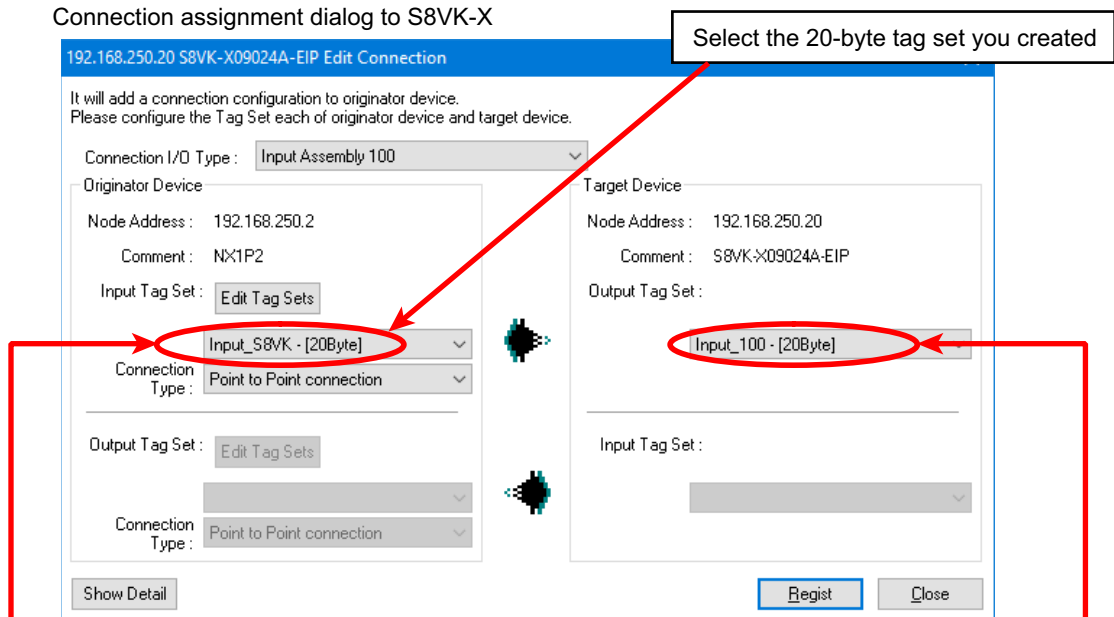 Connection assignment dialog to S8VK-X
Select the 20-byte tag set you created
192.168.250.20 S8VK-X09024A-EIP Edit Connection
It will add a connection configuration to originator device.
Please configure the Tag Set each of originator device and target device.
Connection I/O Type : Input Assembly 100
Originator Device
Node Address : 192.168.250.2
Comment : NX1P2
Input Tag Set : Edit Tag Sets
Input_S8VK - [20Byte]
Connection
Type : Point to Point connection
Output Tag Set : Edit Tag Sets
Connection
Type : Point to Point connection
Target Device
Node Address : 192.168.250.20
Comment : S8VK-X09024A-EIP
Output Tag Set :
Input_100 - [20Byte]
Input Tag Set :
Show Detail
Regist
Close